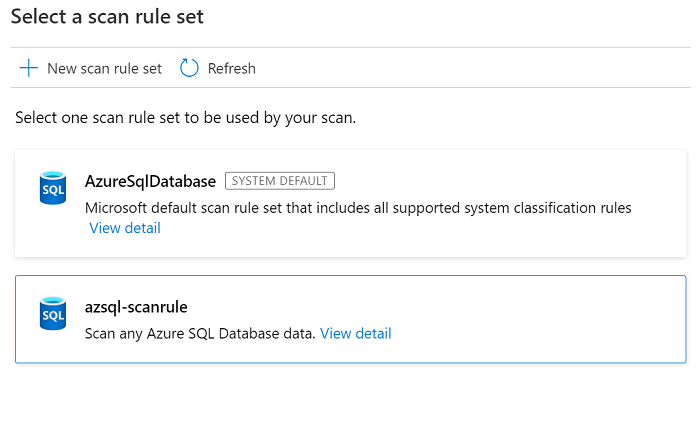 Select a scan rule set
New scan rule set Refresh
Select one scan rule set to be used by your scan.
SQL AzureSqlDatabase SYSTEM DEFAULT
Microsoft default scan rule set that includes all supported system classification rules
View detail
SQL azsql-scanrule
Scan any Azure SQL Database data. View detail